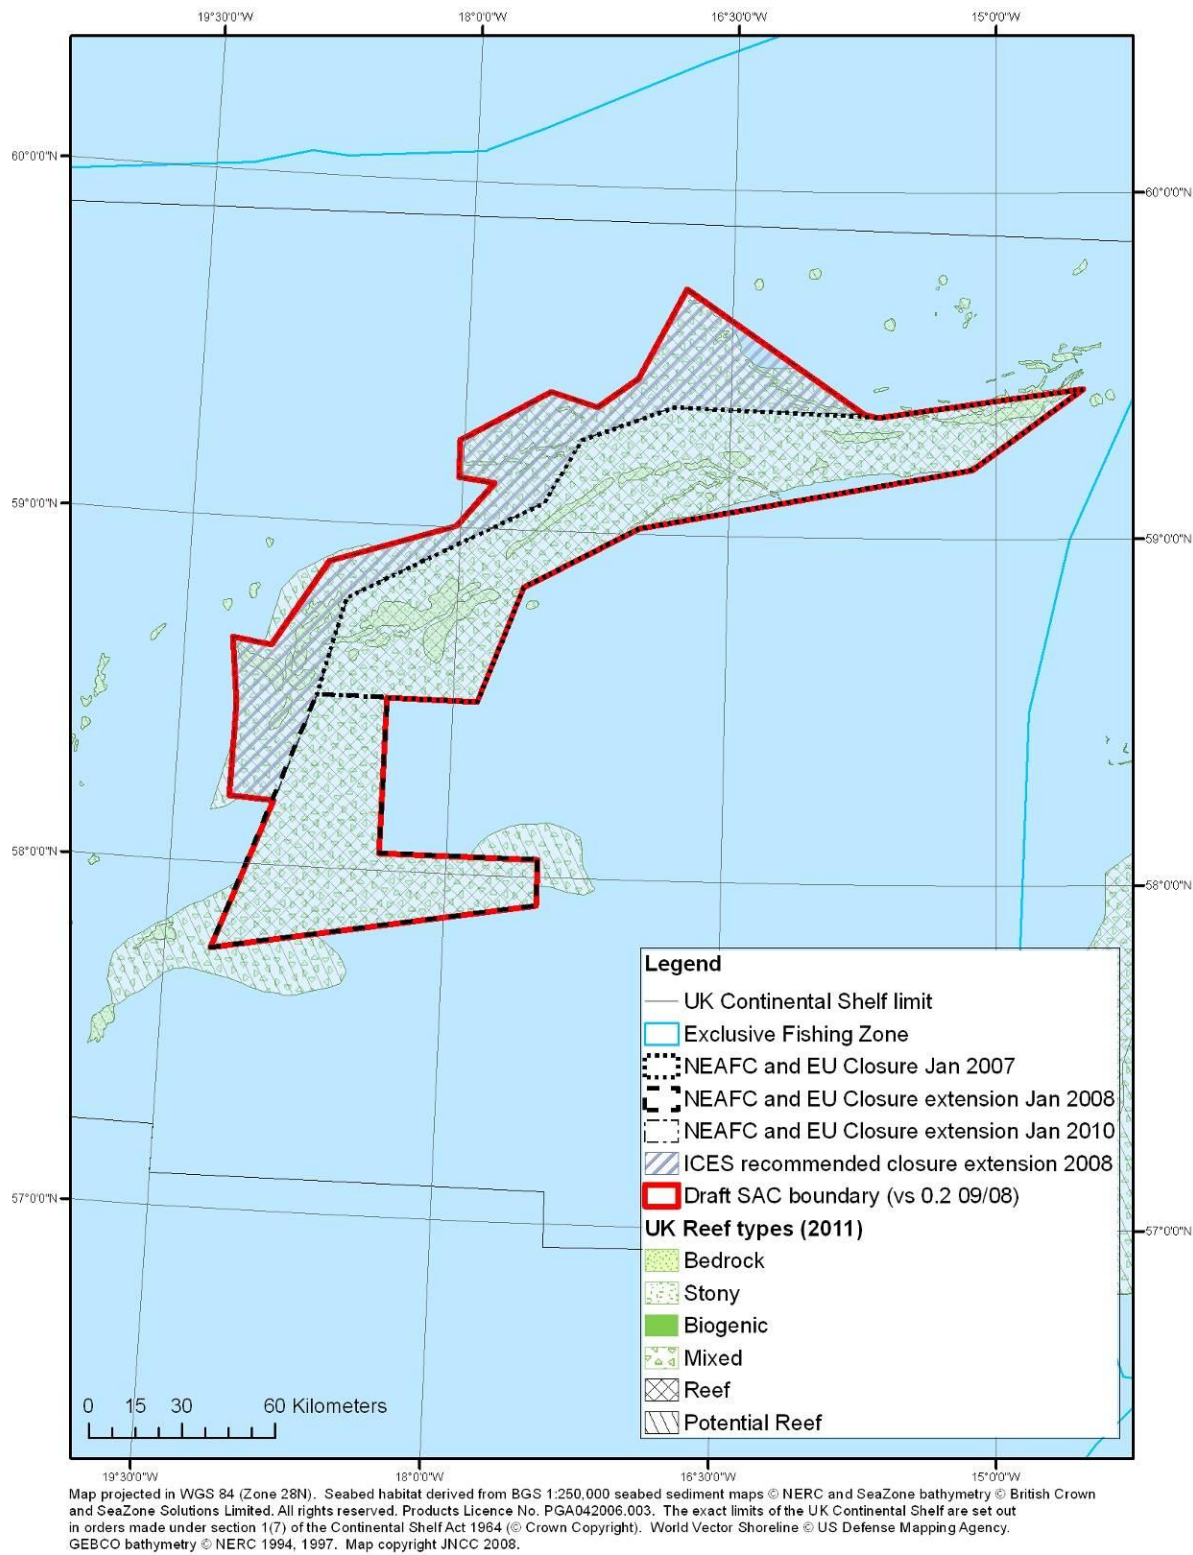 19°30'0"W 18°0'0"W 16°30'0"W 15°0'0"W
60°0'0"N
60°0'0"N
59°0'0"N
59°0'0"N
58°0'0"N
58°0'0"N
57°0'0"N
57°0'0"N
Legend
UK Continental Shelf limit
Exclusive Fishing Zone
NEAFC and EU Closure Jan 2007
NEAFC and EU Closure extension Jan 2008
NEAFC and EU Closure extension Jan 2010
ICES recommended closure extension 2008
Draft SAC boundary (vs 0.2 09/08)
UK Reef types (2011)
Bedrock
Stony
Biogenic
Mixed
Reef
Potential Reef
0 15 30 60 Kilometers
19°30'0"W 18°0'0"W 16°30'0"W 15°0'0"W
Map projected in WGS 84 (Zone 28N). Seabed habitat derived from BGS 1:250,000 seabed sediment maps © NERC and SeaZone bathymetry © British Crown
and SeaZone Solutions Limited. All rights reserved. Products Licence No. PGA042006.003. The exact limits of the UK Continental Shelf are set out
in orders made under section 1(7) of the Continental Shelf Act 1964 (© Crown Copyright). World Vector Shoreline © US Defense Mapping Agency.
GEBCO bathymetry © NERC 1994, 1997. Map copyright JNCC 2008.